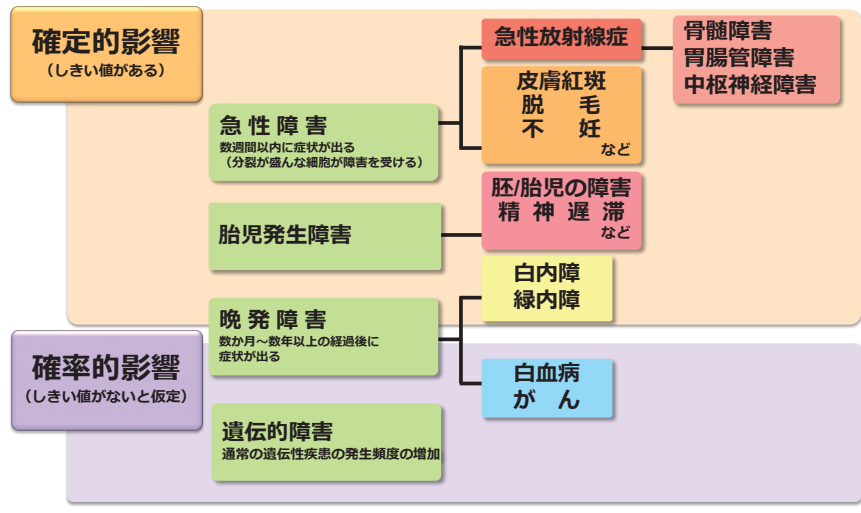 確定的影響
（しきい値がある）
急性障害
数週間以内に症状が出る
（分裂が盛んな細胞が障害を受ける）
急性放射線症
骨髄障害
胃腸管障害
中枢神経障害
皮膚紅斑
脱毛
不妊
など
胎児発生障害
胚/胎児の障害
精神遅滞
など
晩発障害
数か月～数年以上の経過後に
症状が出る
白内障
緑内障
確率的影響
（しきい値がないと仮定）
白血病
がん
遺伝的障害
通常の遺伝性疾患の発生頻度の増加